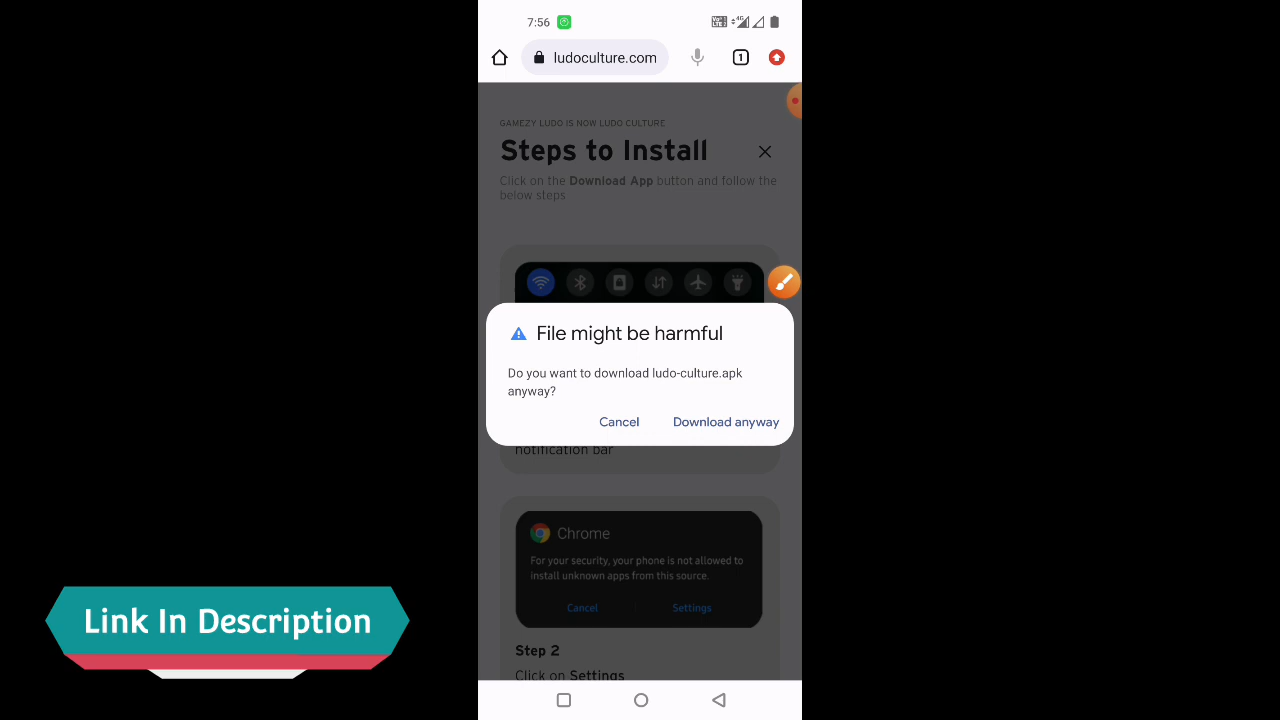 7:56
4G
ludoculture.com
1
GAMEZY LUDO IS NOW LUDO CULTURE
Steps to Install
Click on the Download App button and follow the
below steps
File might be harmful
Do you want to download ludo-culture.apk
anyway?
Cancel Download anyway
notification bar
Chrome
For your security, your phone is not allowed to
install unknown apps from this source.
Cancel Settings
Step 2
Click on Settings
Link In Description